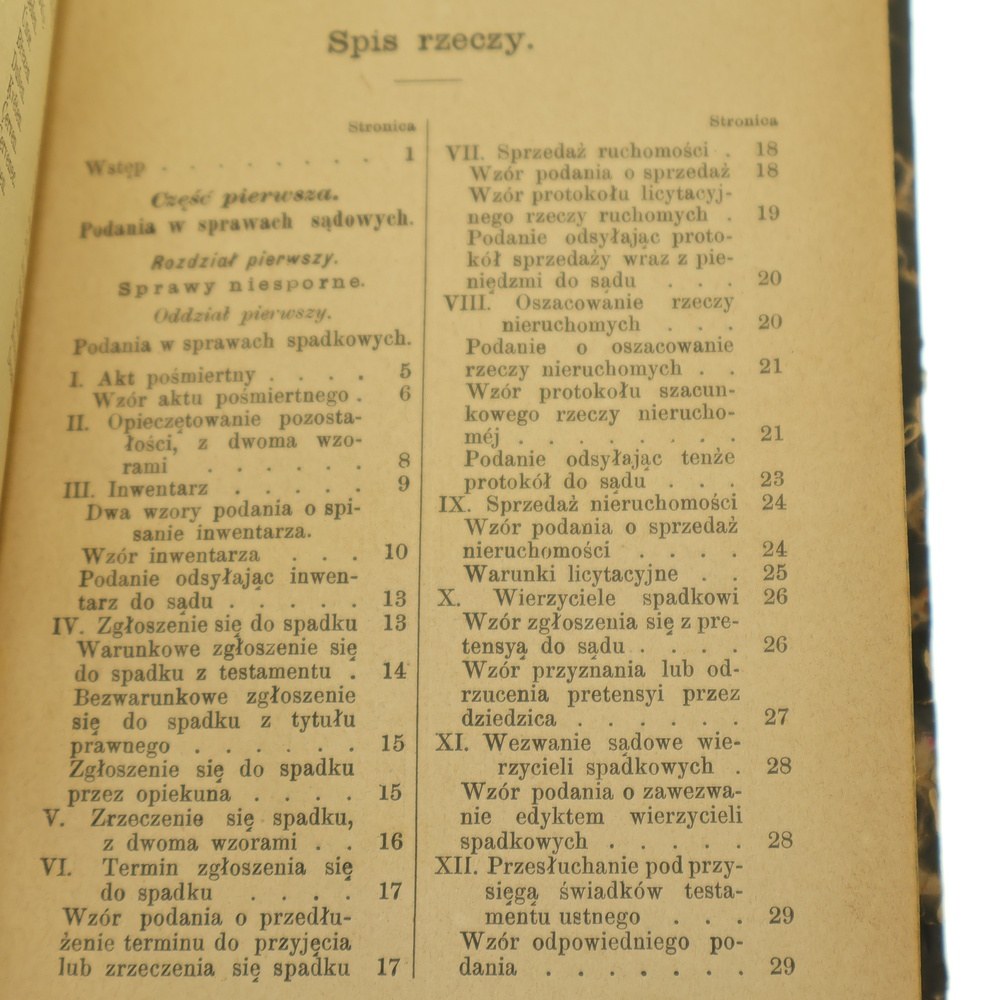 Spis rzeczy.
Stronica
Wstęp . . . . . . . . 1
Część pierwsza.
Podania w sprawach sądowych.
Rozdział pierwszy.
Sprawy niesporne.
Oddział pierwszy.
Podania w sprawach spadkowych.
I. Akt pośmiertny . . . . 5
Wzór aktu pośmiertnego . 6
II. Opieczętowanie pozosta-
łości, z dwoma wzo-
rami . . . . . . 8
III. Inwentarz . . . . . 9
Dwa wzory podania o spi-
sanie inwentarza.
Wzór inwentarza . . . 10
Podanie odsyłając inwen-
tarz do sądu . . . . . 13
IV. Zgłoszenie się do spadku 13
Warunkowe zgłoszenie się
do spadku z testamentu . 14
Bezwarunkowe zgłoszenie
się do spadku z tytułu
prawnego . . . . . . 15
Zgłoszenie się do spadku
przez opiekuna . . . . 15
V. Zrzeczenie się spadku,
z dwoma wzorami . . 16
VI. Termin zgłoszenia się
do spadku . . . . 17
Wzór podania o przedłu-
żenie terminu do przyjęcia
lub zrzeczenia się spadku 17
Stronica
VII. Sprzedaż ruchomości . 18
Wzór podania o sprzedaż 18
Wzór protokołu licytacyj-
nego rzeczy ruchomych . 19
Podanie odsyłając proto-
kół sprzedaży wraz z pie-
niędzmi do sądu . . . 20
VIII. Oszacowanie rzeczy
nieruchomych . . . 20
Podanie o oszacowanie
rzeczy nieruchomych . . 21
Wzór protokołu szacun-
kowego rzeczy nierucho-
méj . . . . . . . . 21
Podanie odsyłając tenże
protokół do sądu . . . 23
IX. Sprzedaż nieruchomości 24
Wzór podania o sprzedaż
nieruchomości . . . . 24
Warunki licytacyjne . . 25
X. Wierzyciele spadkowi 26
Wzór zgłoszenia się z pre-
tensyą do sądu . . . . 26
Wzór przyznania lub od-
rzucenia pretensyi przez
dziedzica . . . . . . 27
XI. Wezwanie sądowe wie-
rzycieli spadkowych . 28
Wzór podania o zawezwa-
nie edyktem wierzycieli
spadkowych . . . . . 28
XII. Przesłuchanie pod przy-
sięgą świadków testa-
mentu ustnego . . . 29
Wzór odpowiedniego po-
dania . . . . . . . 29